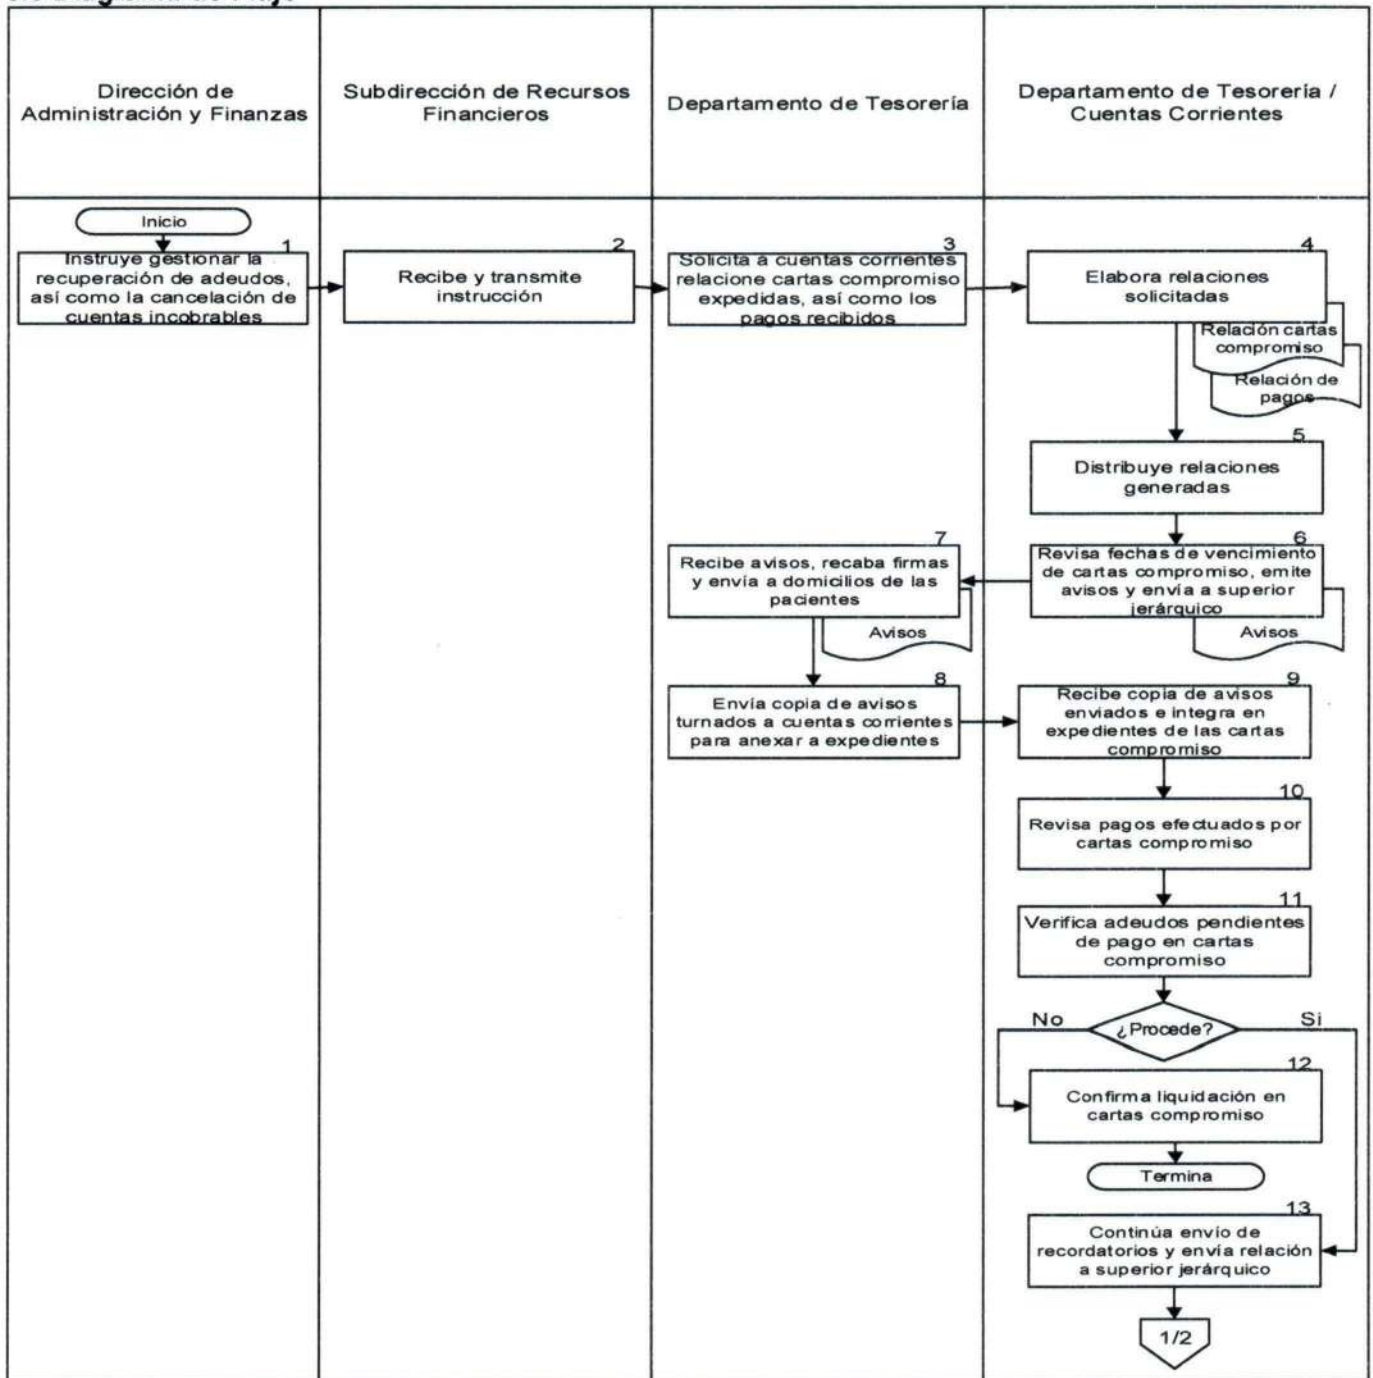 Dirección de
Administración y Finanzas
Subdirección de Recursos
Financieros
Departamento de Tesorería
Departamento de Tesorería /
Cuentas Corrientes
Inicio
1
Instruye gestionar la
recuperación de adeudos,
así como la cancelación de
cuentas incobrables
2
Recibe y transmite
instrucción
3
Solicita a cuentas corrientes
relacione cartas compromiso
expedidas, así como los
pagos recibidos
4
Elabora relaciones
solicitadas
Relación cartas
compromiso
Relación de
pagos
5
Distribuye relaciones
generadas
6
Revisa fechas de vencimiento
de cartas compromiso, emite
avisos y envía a superior
jerárquico
Avisos
7
Recibe avisos, recaba firmas
y envía a domicilios de las
pacientes
Avisos
8
Envía copia de avisos
turnados a cuentas corrientes
para anexar a expedientes
9
Recibe copia de avisos
enviados e integra en
expedientes de las cartas
compromiso
10
Revisa pagos efectuados por
cartas compromiso
11
Verifica adeudos pendientes
de pago en cartas
compromiso
No
¿Procede?
Si
12
Confirma liquidación en
cartas compromiso
Termina
13
Continúa envío de
recordatorios y envía relación
a superior jerárquico
1/2